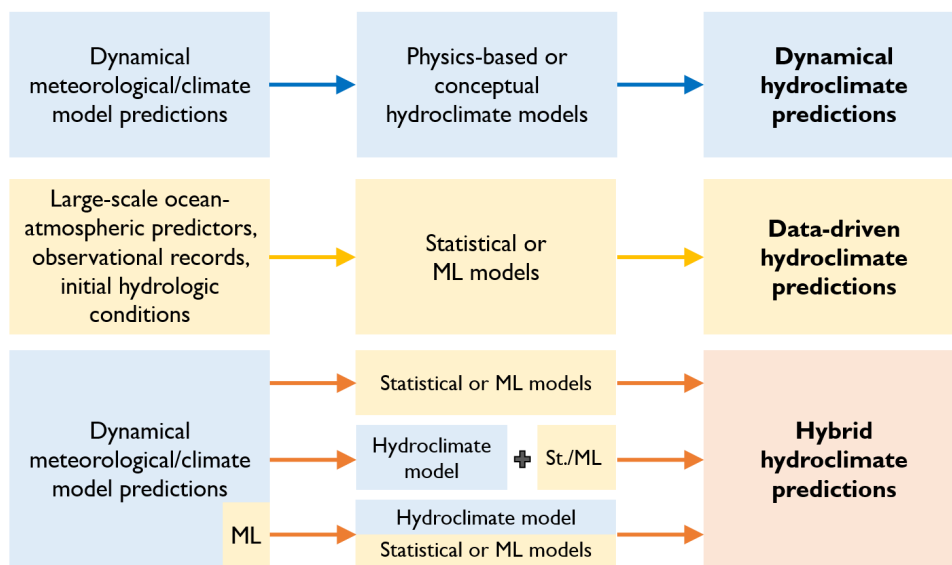 Dynamical
meteorological/climate
model predictions
Physics-based or
conceptual
hydroclimate models
Dynamical
hydroclimate
predictions
Large-scale ocean-
atmospheric predictors,
observational records,
initial hydrologic
conditions
Statistical or
ML models
Data-driven
hydroclimate
predictions
Dynamical
meteorological/climate
model predictions
ML
Statistical or ML models
Hydroclimate
model
+
St./ML
Hydroclimate model
Statistical or ML models
Hybrid
hydroclimate
predictions